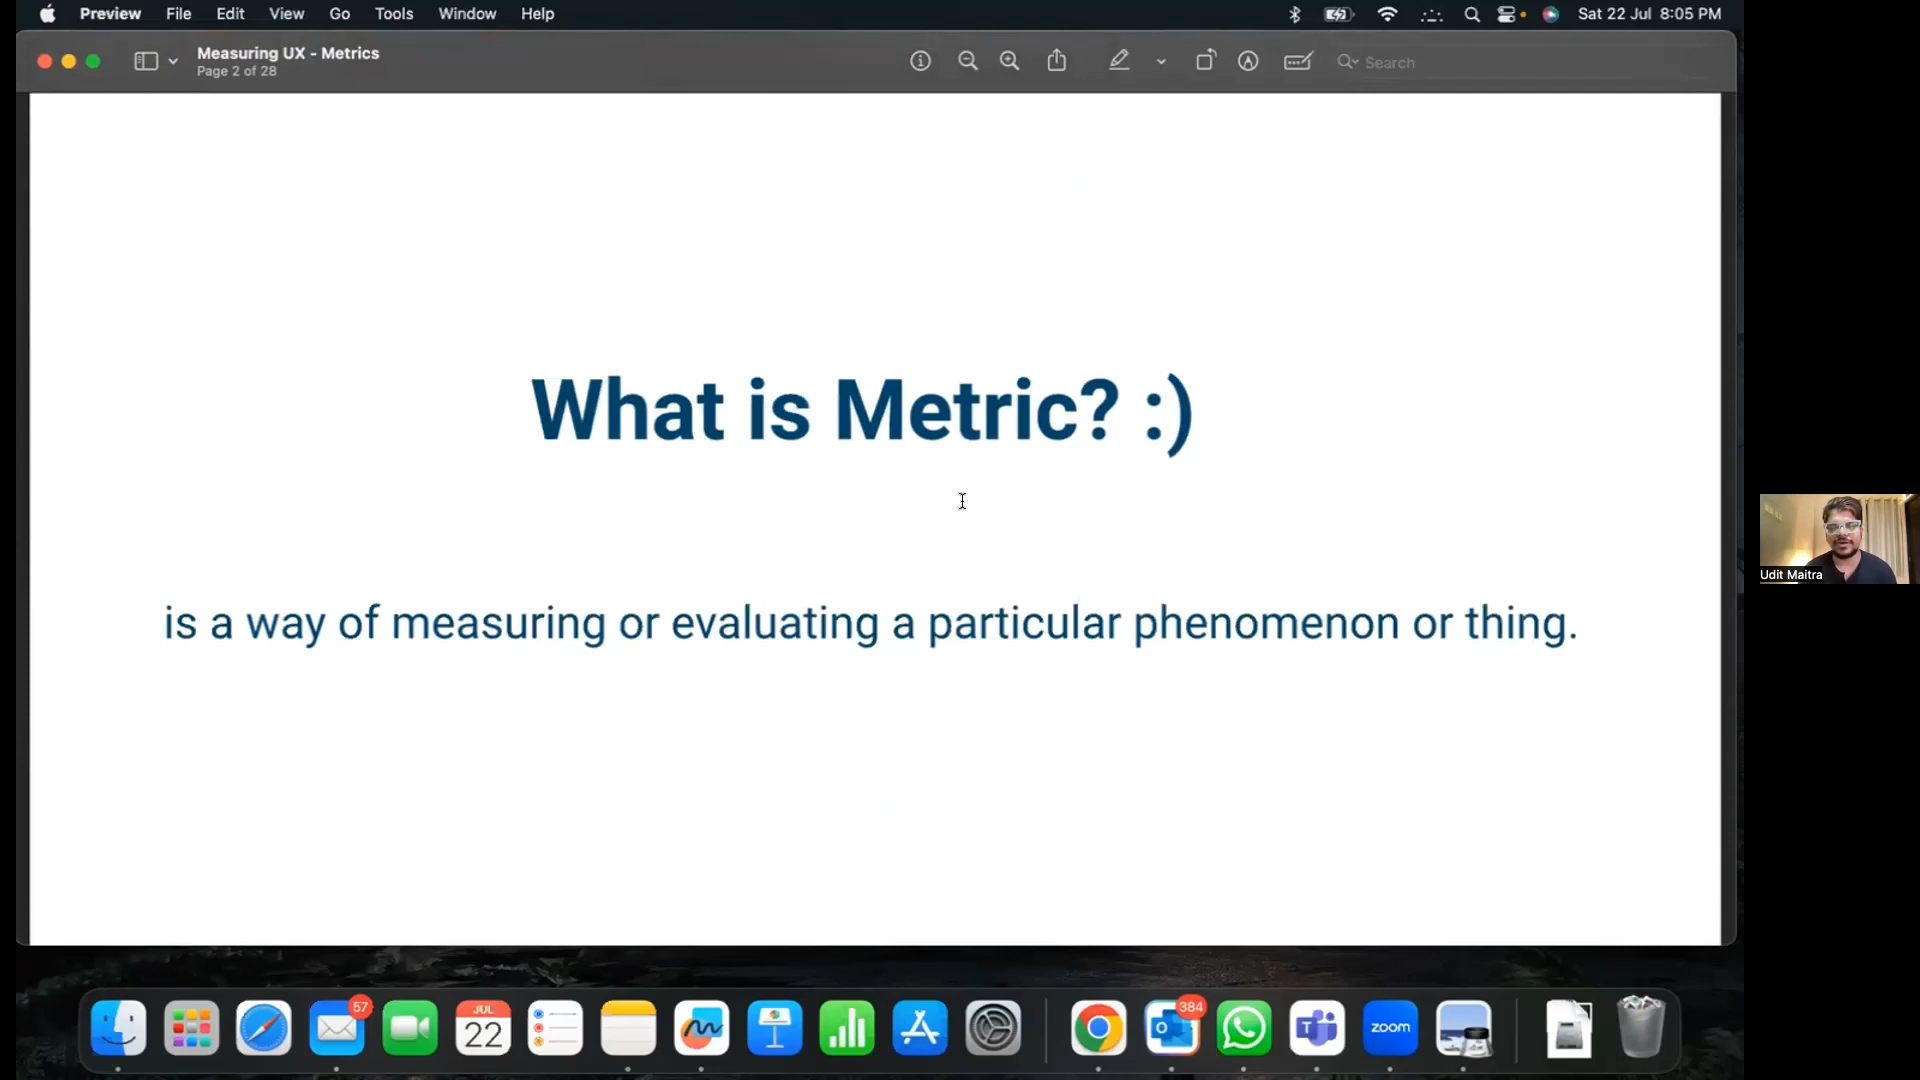 Preview File Edit View Go Tools Window Help Sat 22 Jul 8:05 PM
Measuring UX - Metrics
Page 2 of 28
Search
What is Metric? :)
is a way of measuring or evaluating a particular phenomenon or thing.
Udit Maitra
57
JUL
22
384
zoom